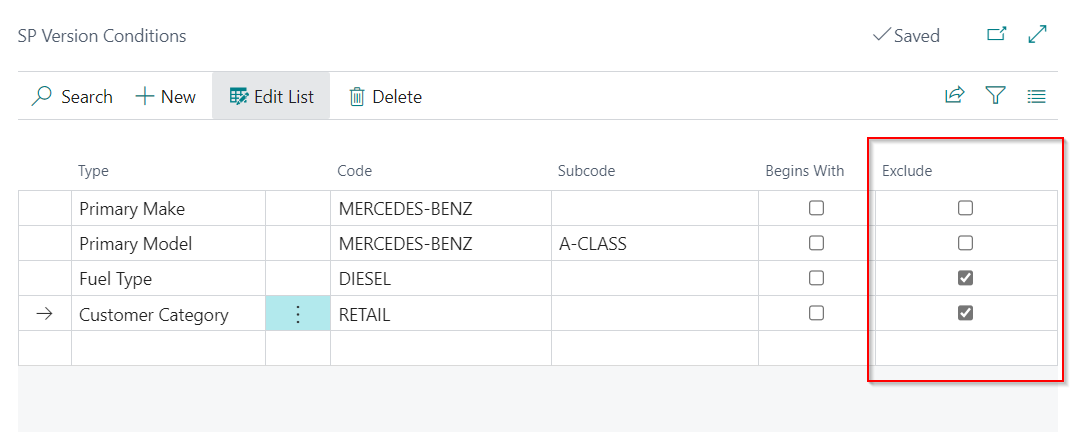 SP Version Conditions Saved
Search New Edit List Delete
Type Code Subcode Begins With Exclude
Primary Make MERCEDES-BENZ
Primary Model MERCEDES-BENZ A-CLASS
Fuel Type DIESEL
Customer Category RETAIL